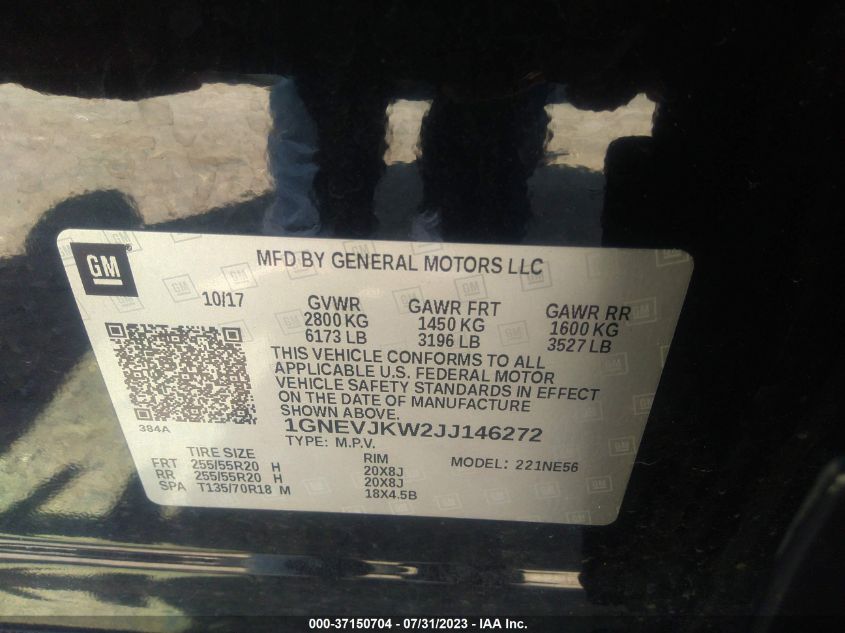 GM
MFD BY GENERAL MOTORS LLC
10/17
GVWR GAWR FRT GAWR RR
2800 KG 1450 KG 1600 KG
6173 LB 3196 LB 3527 LB
THIS VEHICLE CONFORMS TO ALL
APPLICABLE U.S. FEDERAL MOTOR
VEHICLE SAFETY STANDARDS IN EFFECT
ON THE DATE OF MANUFACTURE
SHOWN ABOVE.
384A
1GNEVJKW2JJ146272
TYPE: M.P.V.
TIRE SIZE RIM MODEL: 221NE56
FRT 255/55R20 H 20X8J
RR 255/55R20 H 20X8J
SPA T135/70R18 M 18X4.5B
000-37150704 - 07/31/2023 - IAA Inc.